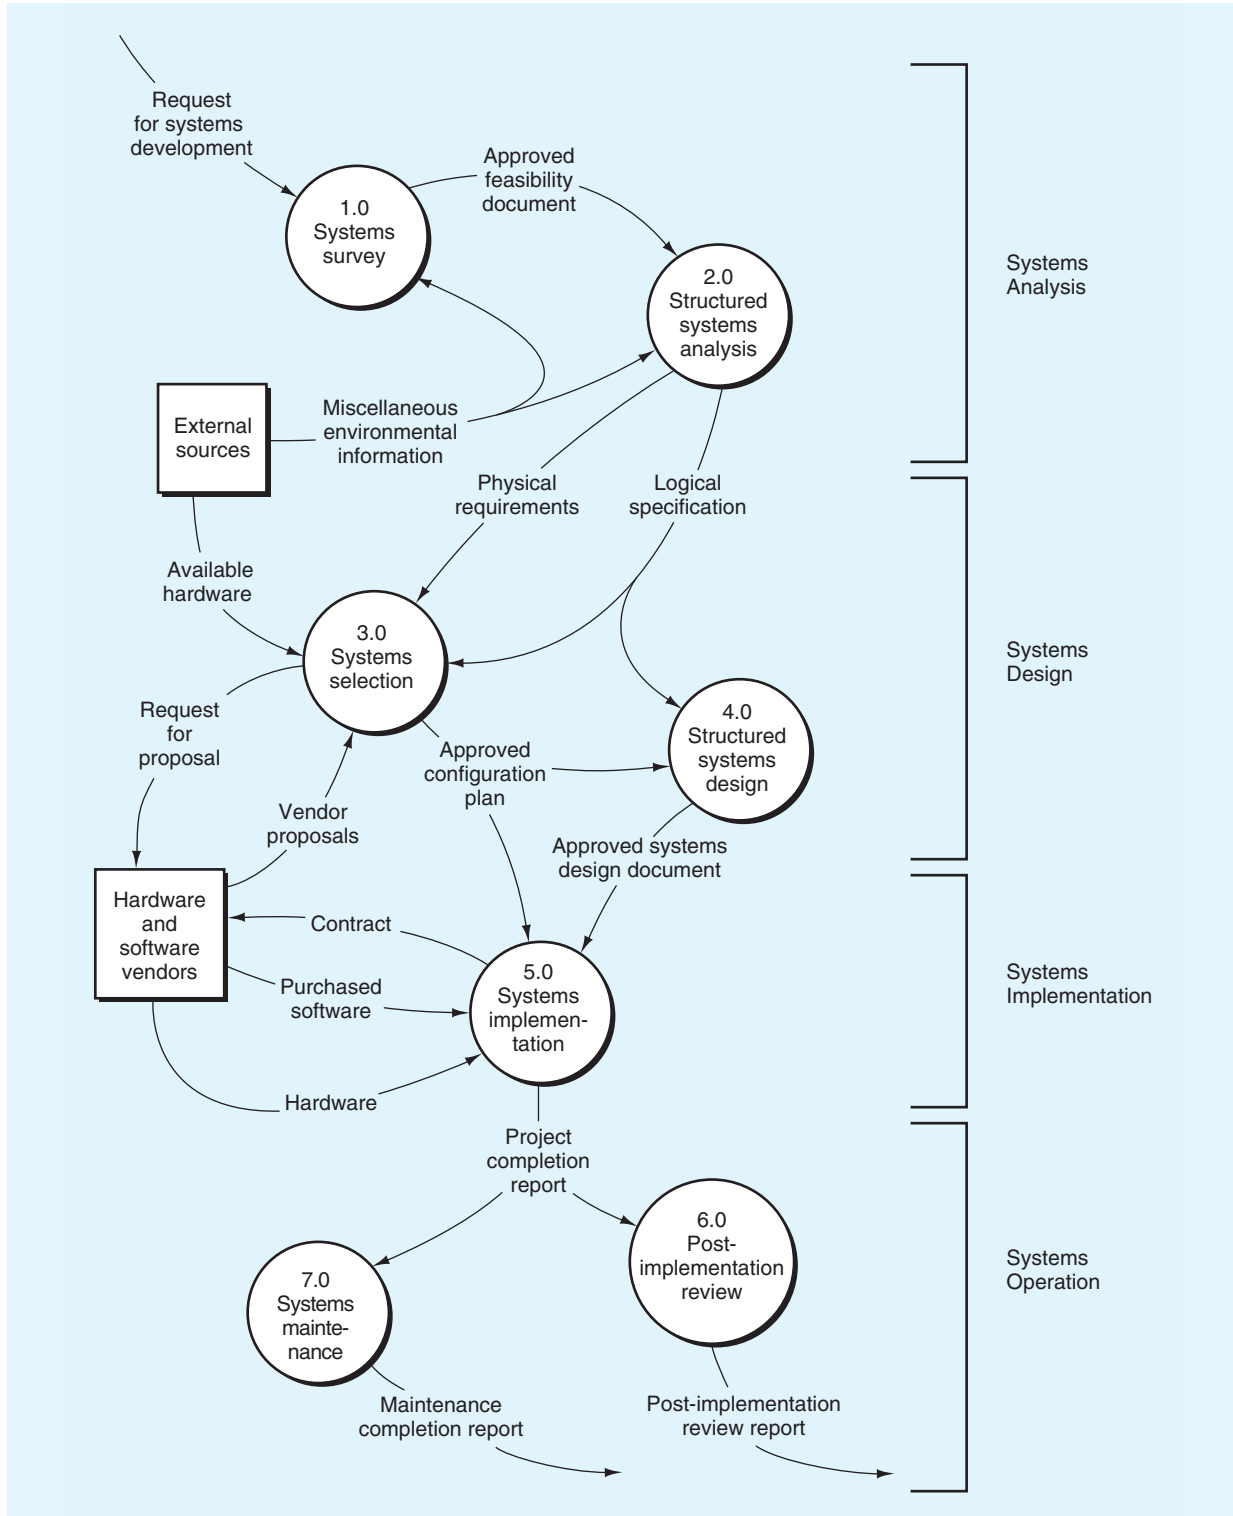 Request
for systems
development
Approved
feasibility
document
1.0
Systems
survey
2.0
Structured
systems
analysis
Systems
Analysis
External
sources
Miscellaneous
environmental
information
Physical
requirements
Logical
specification
Available
hardware
3.0
Systems
selection
Systems
Design
Request
for
proposal
Approved
configuration
plan
4.0
Structured
systems
design
Vendor
proposals
Approved systems
design document
Hardware
and
software
vendors
Contract
Purchased
software
5.0
Systems
implemen-
tation
Systems
Implementation
Hardware
Project
completion
report
6.0
Post-
implementation
review
7.0
Systems
mainte-
nance
Systems
Operation
Maintenance
completion report
Post-implementation
review report